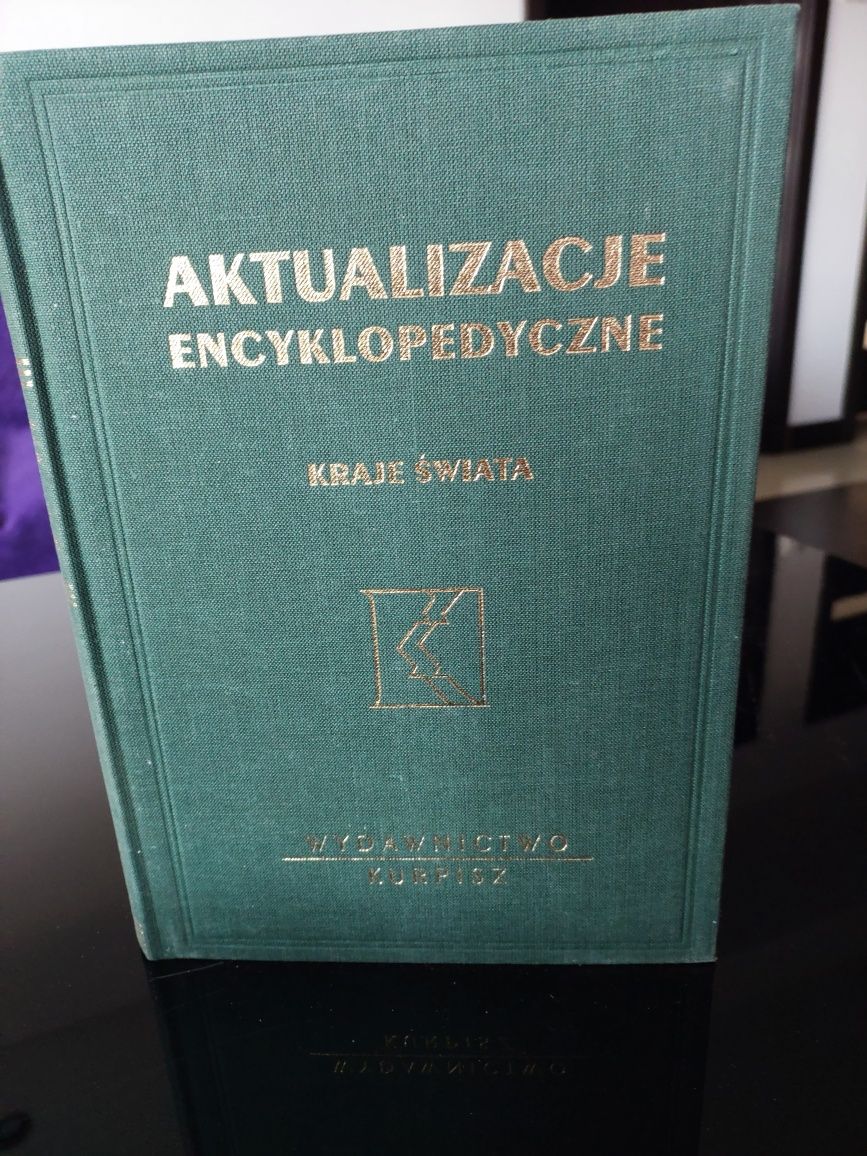 AKTUALIZACJE
ENCYKLOPEDYCZNE
KRAJE ŚWIATA
WYDAWNICTWO
KURPISZ